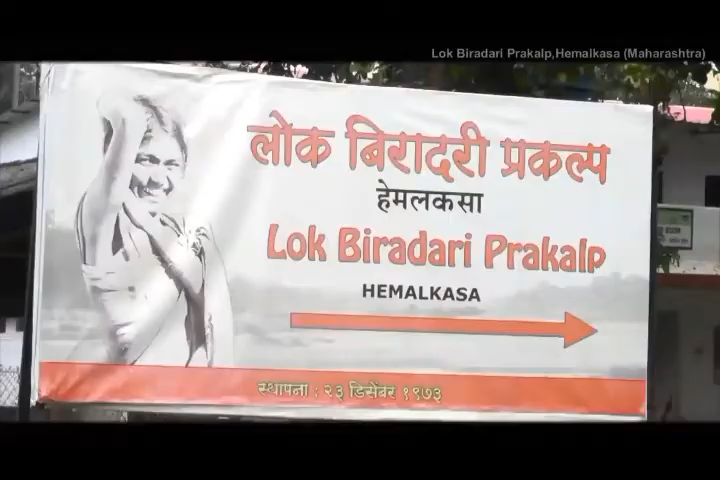 Lok Biradari Prakalp,Hemalkasa (Maharashtra)
लोक बिरादरी प्रकल्प
हेमलकसा
Lok Biradari Prakalp
HEMALKASA
स्थापना : २३ डिसेंबर १९७३